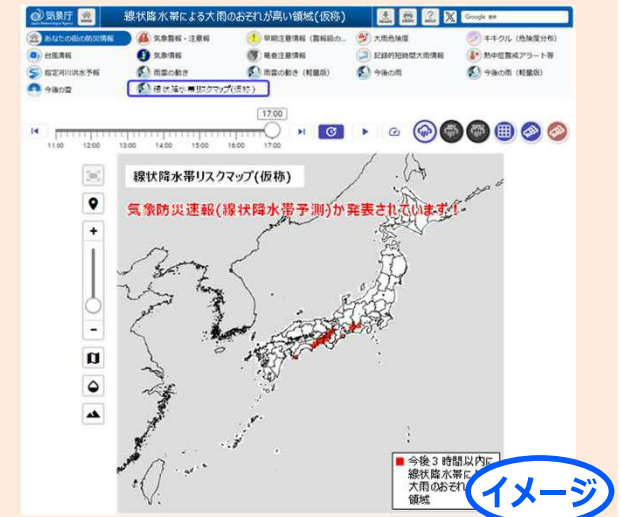 気象庁
線状降水帯による大雨のおそれが高い領域(仮称)
Google 検索
あなたの街の防災情報
気象警報・注意報
早期注意情報（警報級の...
大雨危険度
キキクル（危険度分布）
台風情報
気象情報
竜巻注意情報
記録的短時間大雨情報
熱中症警戒アラート等
指定河川洪水予報
雨雲の動き
雨雲の動き（軽量版）
今後の雨
今後の雨（軽量版）
今後の雪
線状降水帯リスクマップ(仮称)
17:00
11:00 12:00 13:00 14:00 15:00 16:00 17:00
線状降水帯リスクマップ(仮称)
気象防災速報(線状降水帯予測)が発表されています！
+
-
今後３時間以内に
線状降水帯によ
大雨のおそれ
領域
イメージ